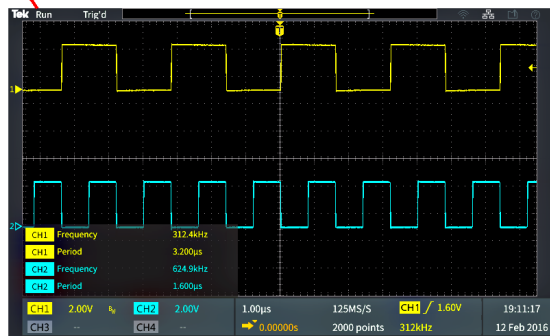 Tek Run Trig'd
T
1
2
CH1 Frequency 312.4kHz
CH1 Period 3.200µs
CH2 Frequency 624.9kHz
CH2 Period 1.600µs
CH1 2.00V BW CH2 2.00V 1.00µs 125MS/S CH1 / 1.60V 19:11:17
CH3 -- CH4 -- 0.00000s 2000 points 312kHz 12 Feb 2016